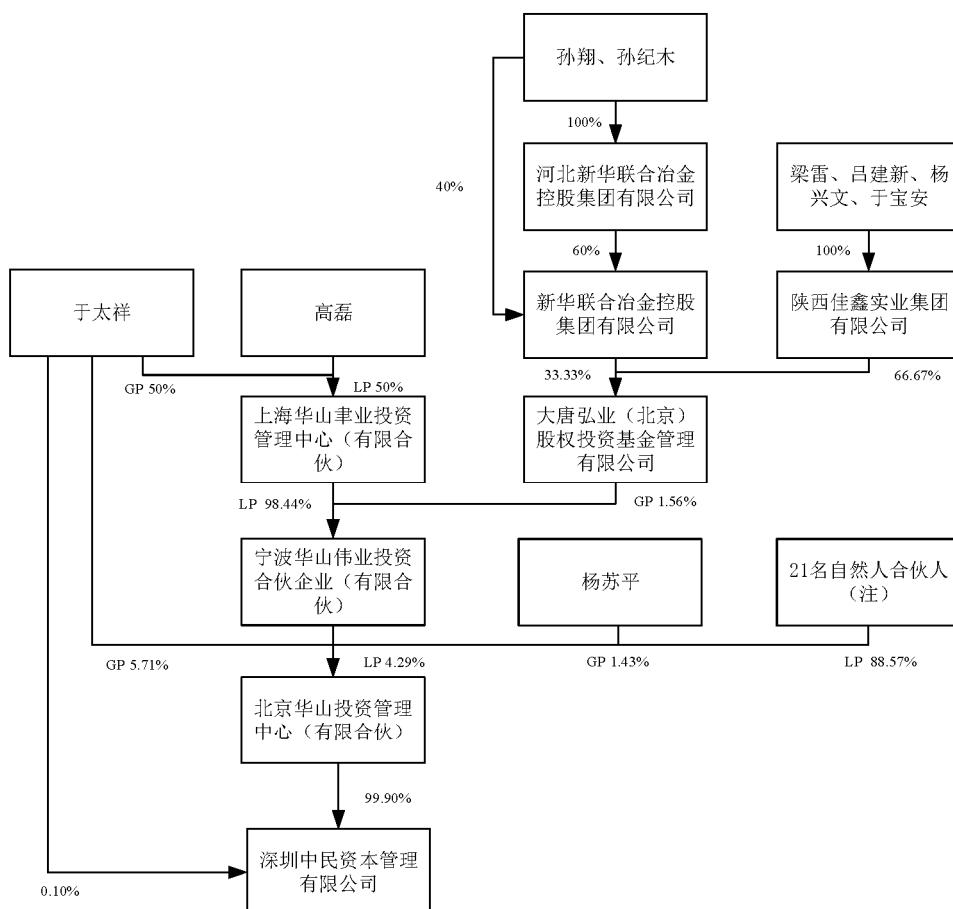 孙翔、孙纪木
100%
40%
河北新华联合冶金
控股集团有限公司
梁雷、吕建新、杨
兴文、于宝安
60%
100%
于太祥
高磊
新华联合冶金控股
集团有限公司
陕西佳鑫实业集团
有限公司
GP 50%
LP 50%
33.33%
66.67%
上海华山聿业投资
管理中心（有限合
伙）
大唐弘业（北京）
股权投资基金管理
有限公司
LP 98.44%
GP 1.56%
宁波华山伟业投资
合伙企业（有限合
伙）
杨苏平
21名自然人合伙人
（注）
GP 5.71%
LP 4.29%
GP 1.43%
LP 88.57%
北京华山投资管理
中心（有限合伙）
99.90%
深圳中民资本管理
有限公司
0.10%